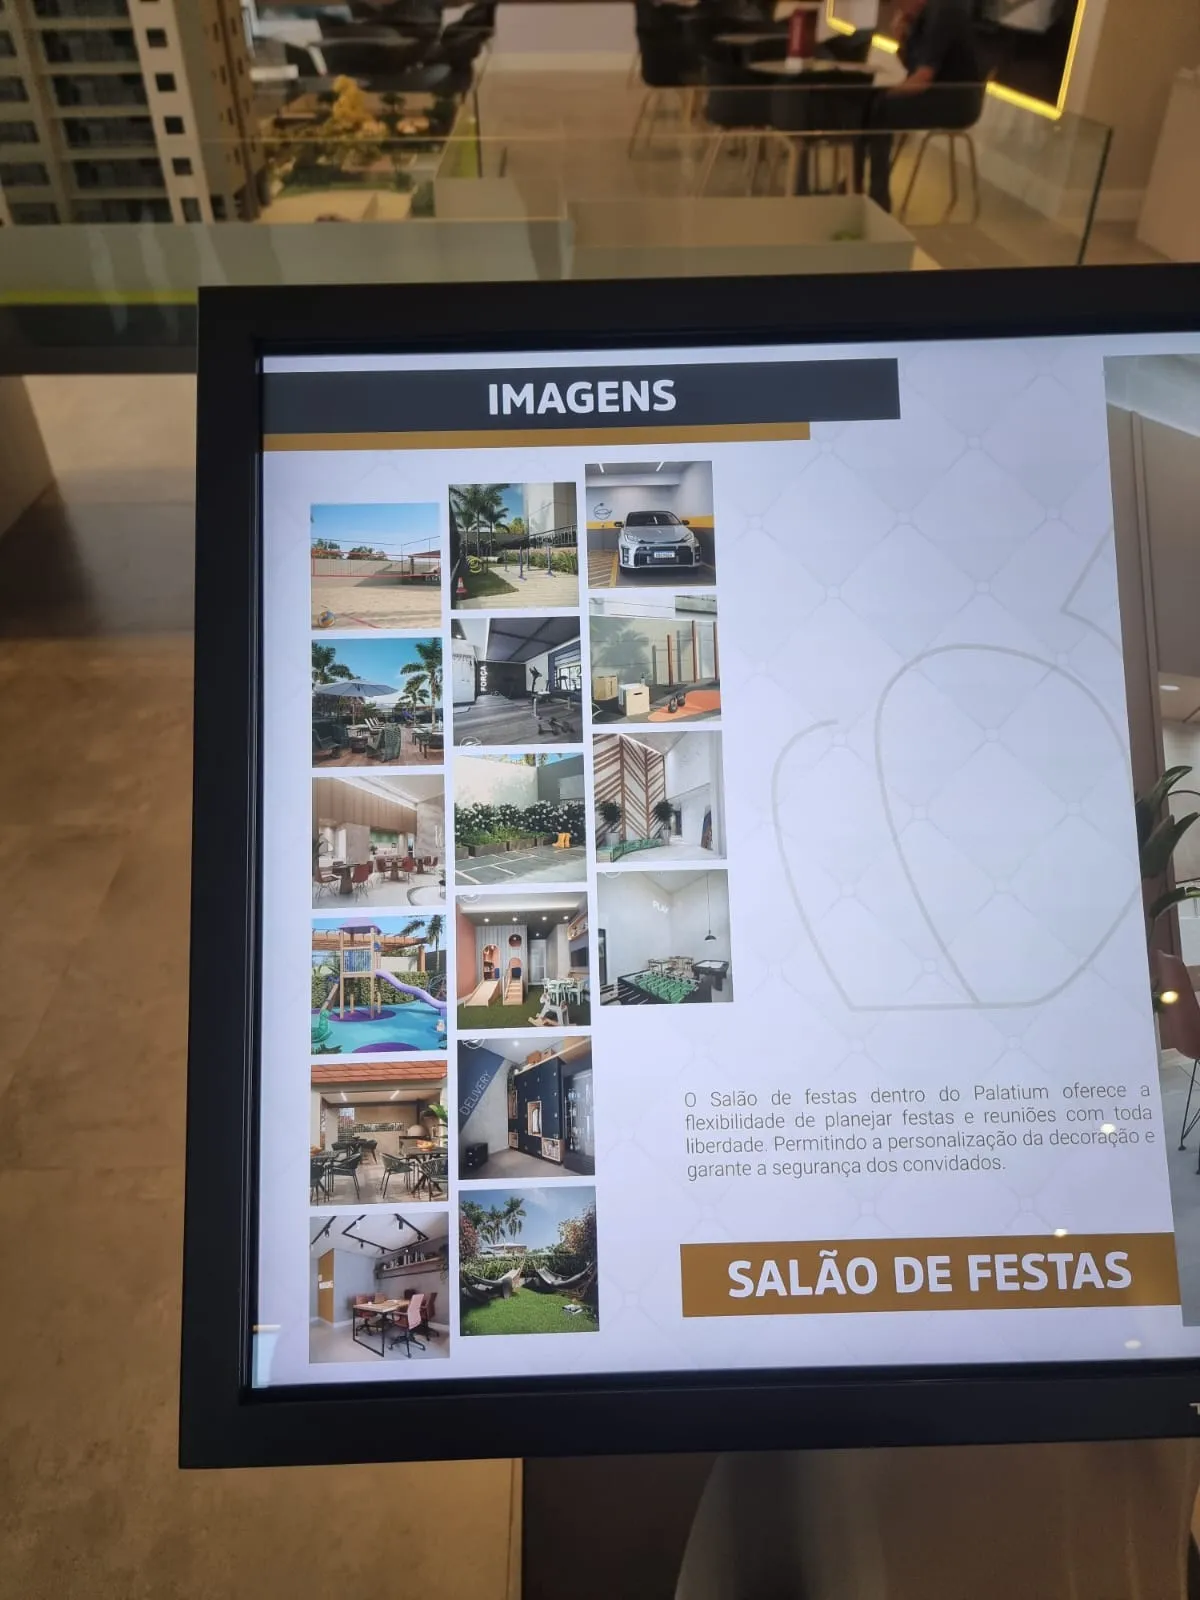 IMAGENS
FORÇA
PLAY
DELIVERY
O Salão de festas dentro do Palatium oferece a
flexibilidade de planejar festas e reuniões com toda
liberdade. Permitindo a personalização da decoração e
garante a segurança dos convidados.
SALÃO DE FESTAS